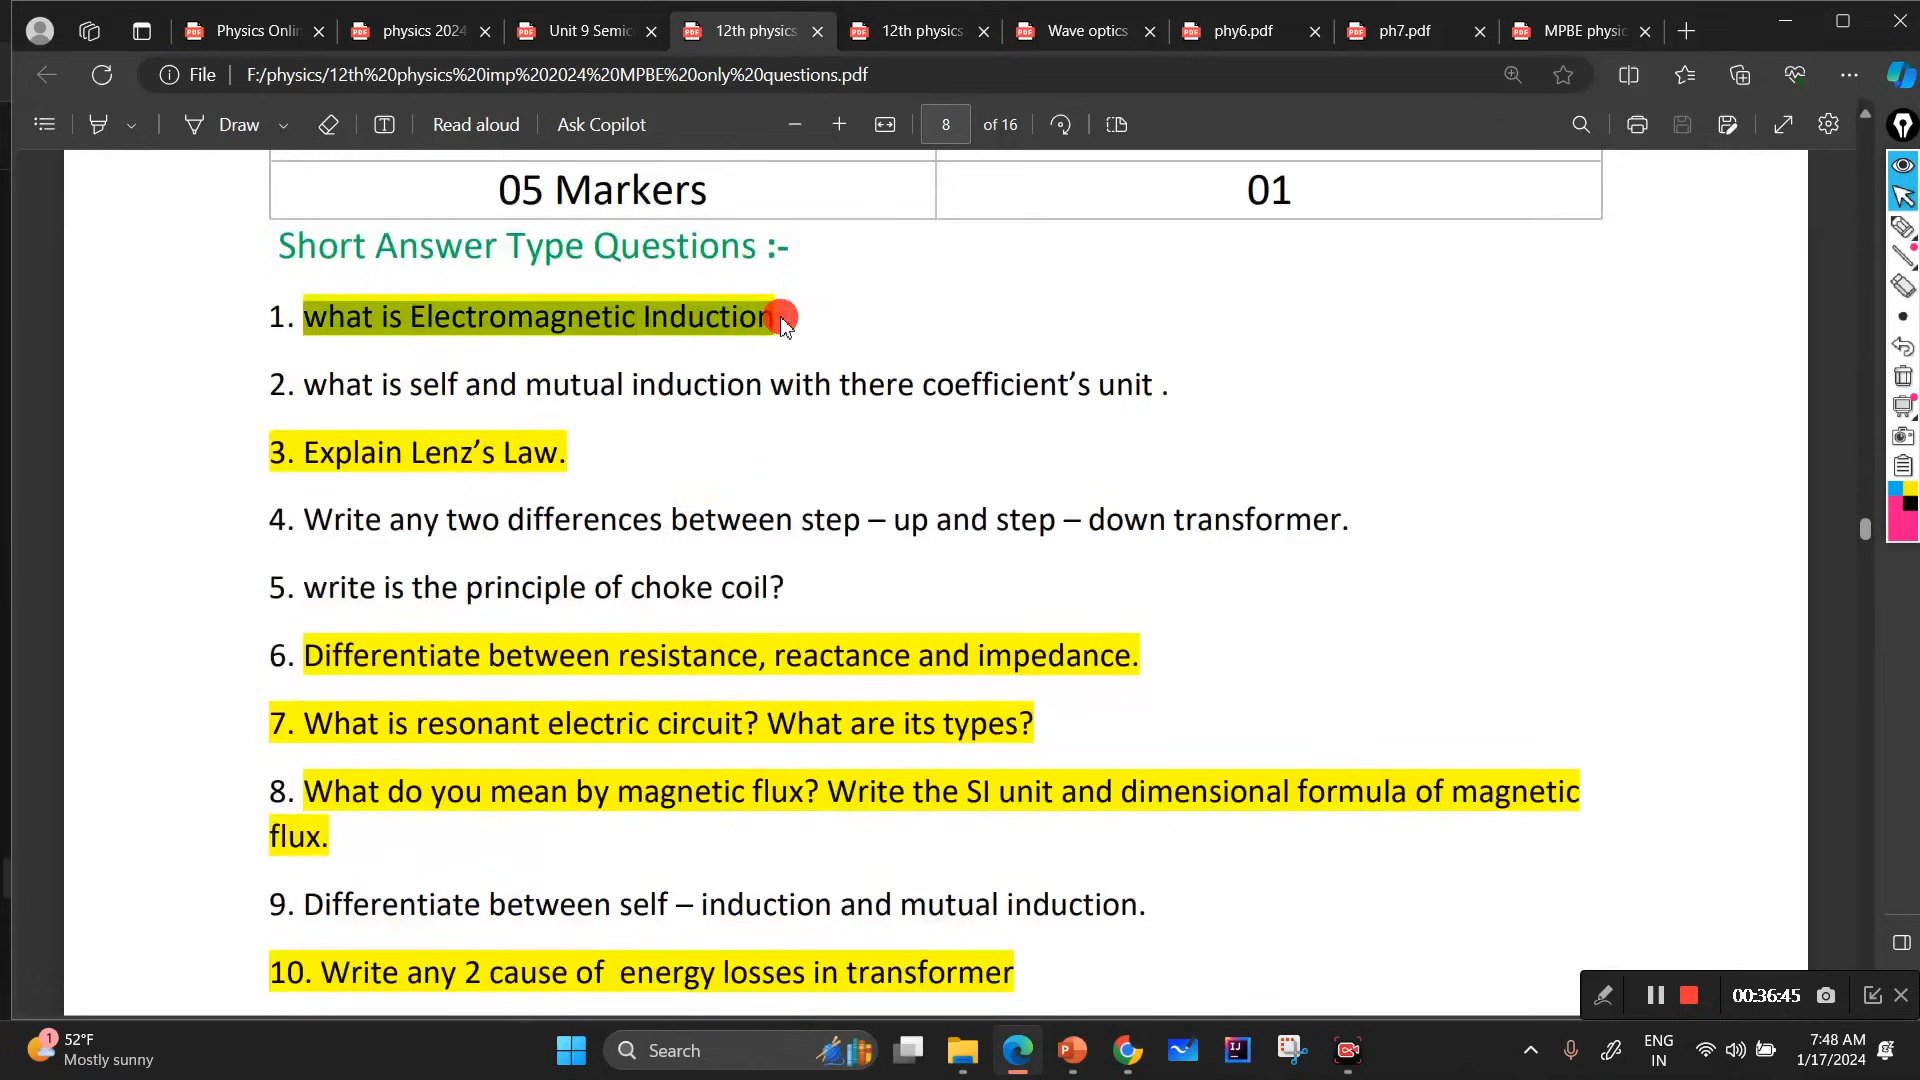 Physics Onlin
physics 2024
Unit 9 Semic
12th physics
12th physics
Wave optics
phy6.pdf
ph7.pdf
MPBE physic
File
F:/physics/12th%20physics%20imp%202024%20MPBE%20only%20questions.pdf
Draw
Read aloud
Ask Copilot
8
of 16
05 Markers
01
Short Answer Type Questions :-
1. what is Electromagnetic Induction
2. what is self and mutual induction with there coefficient’s unit .
3. Explain Lenz’s Law.
4. Write any two differences between step – up and step – down transformer.
5. write is the principle of choke coil?
6. Differentiate between resistance, reactance and impedance.
7. What is resonant electric circuit? What are its types?
8. What do you mean by magnetic flux? Write the SI unit and dimensional formula of magnetic
flux.
9. Differentiate between self – induction and mutual induction.
10. Write any 2 cause of energy losses in transformer
00:36:45
1
52°F
Mostly sunny
Search
ENG
IN
7:48 AM
1/17/2024